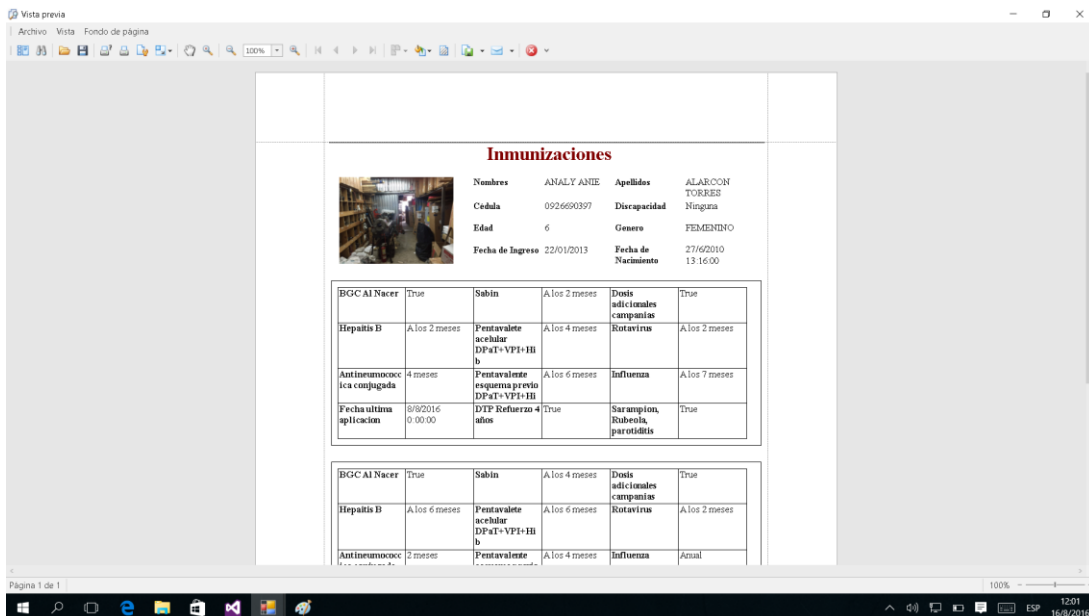 Vista previa
Archivo Vista Fondo de página
100%
Inmunizaciones
Nombres ANALY ANIE Apellidos ALARCON
TORRES
Cedula 0926690397 Discapacidad Ninguna
Edad 6 Genero FEMENINO
Fecha de Ingreso 22/01/2013 Fecha de 27/6/2010
Nacimiento 13:16:00
BGC Al Nacer True Sabin A los 2 meses Dosis True
adicionales
campanias
Hepaitis B A los 2 meses Pentavalete A los 4 meses Rotavirus A los 2 meses
acelular
DPaT+VPI+Hi
b
Antineumococc 4 meses Pentavalente A los 6 meses Influenza A los 7 meses
ica conjugada esquema previo
DPaT+VPI+Hi
Fecha ultima 8/8/2016 DTP Refuerzo 4 True Sarampion, True
aplicacion 0:00:00 años Rubeola,
parotiditis
BGC Al Nacer True Sabin A los 4 meses Dosis True
adicionales
campanias
Hepaitis B A los 6 meses Pentavalete A los 6 meses Rotavirus A los 2 meses
acelular
DPaT+VPI+Hi
b
Antineumococc 2 meses Pentavalente A los 4 meses Influenza Anual
Página 1 de 1 100%
ESP 12:01
16/8/2016